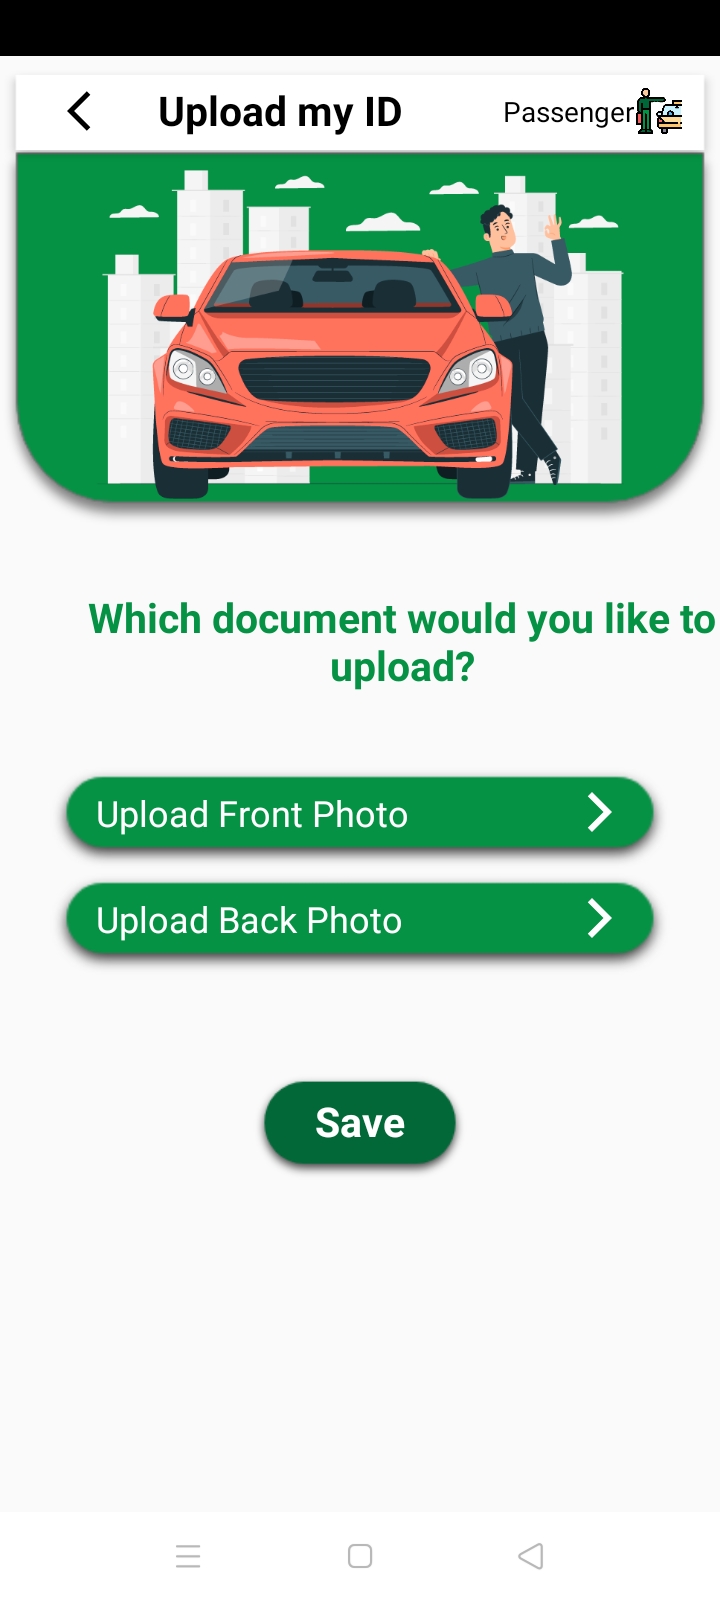 Upload my ID
Passenger
Which document would you like to
upload?
Upload Front Photo
Upload Back Photo
Save